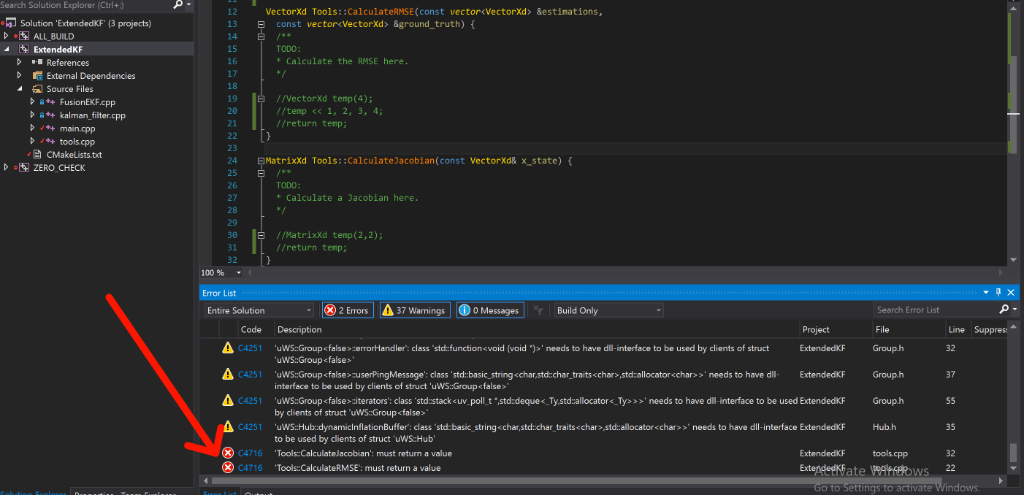 Search Solution Explorer (Ctrl+;)
Solution 'ExtendedKF' (3 projects)
ALL_BUILD
ExtendedKF
References
External Dependencies
Source Files
FusionEKF.cpp
kalman_filter.cpp
main.cpp
tools.cpp
CMakeLists.txt
ZERO_CHECK
12 VectorXd Tools::CalculateRMSE(const vector<VectorXd> &estimations,
13 const vector<VectorXd> &ground_truth) {
14 /**
15 TODO:
16 * Calculate the RMSE here.
17 */
18
19 //VectorXd temp(4);
20 //temp << 1, 2, 3, 4;
21 //return temp;
22 }
23
24 MatrixXd Tools::CalculateJacobian(const VectorXd& x_state) {
25 /**
26 TODO:
27 * Calculate a Jacobian here.
28 */
29
30 //MatrixXd temp(2,2);
31 //return temp;
32 }
100 %
Error List
Entire Solution 2 Errors 37 Warnings 0 Messages Build Only Search Error List
Code Description Project File Line Suppress
C4251 'uWS::Group<false>::errorHandler': class 'std::function<void (void *)>' needs to have dll-interface to be used by clients of struct ExtendedKF Group.h 32
'uWS::Group<false>'
C4251 'uWS::Group<false>::userPingMessage': class 'std::basic_string<char,std::char_traits<char>,std::allocator<char>>' needs to have dll- ExtendedKF Group.h 37
interface to be used by clients of struct 'uWS::Group<false>'
C4251 'uWS::Group<false>::iterators': class 'std::stack<uv_poll_t *,std::deque<_Ty,std::allocator<_Ty>>>' needs to have dll-interface to be used ExtendedKF Group.h 55
by clients of struct 'uWS::Group<false>'
C4251 'uWS::Hub::dynamicInflationBuffer': class 'std::basic_string<char,std::char_traits<char>,std::allocator<char>>' needs to have dll-interface ExtendedKF Hub.h 35
to be used by clients of struct 'uWS::Hub'
C4716 'Tools::CalculateJacobian': must return a value ExtendedKF tools.cpp 32
C4716 'Tools::CalculateRMSE': must return a value ExtendedKF tools.cpp 22
Activate Windows
Go to Settings to activate Windows.
Solution Explorer Properties Team Explorer Error List Output